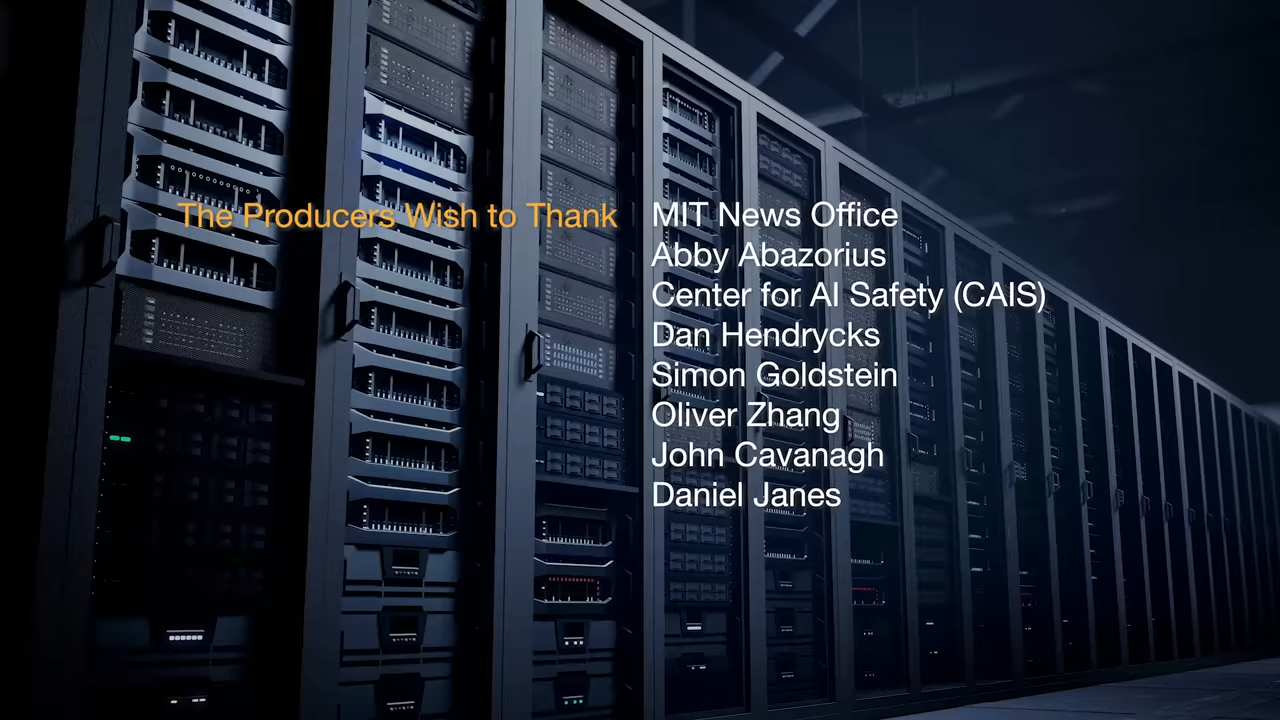 The Producers Wish to Thank
MIT News Office
Abby Abazorius
Center for AI Safety (CAIS)
Dan Hendrycks
Simon Goldstein
Oliver Zhang
John Cavanagh
Daniel Janes